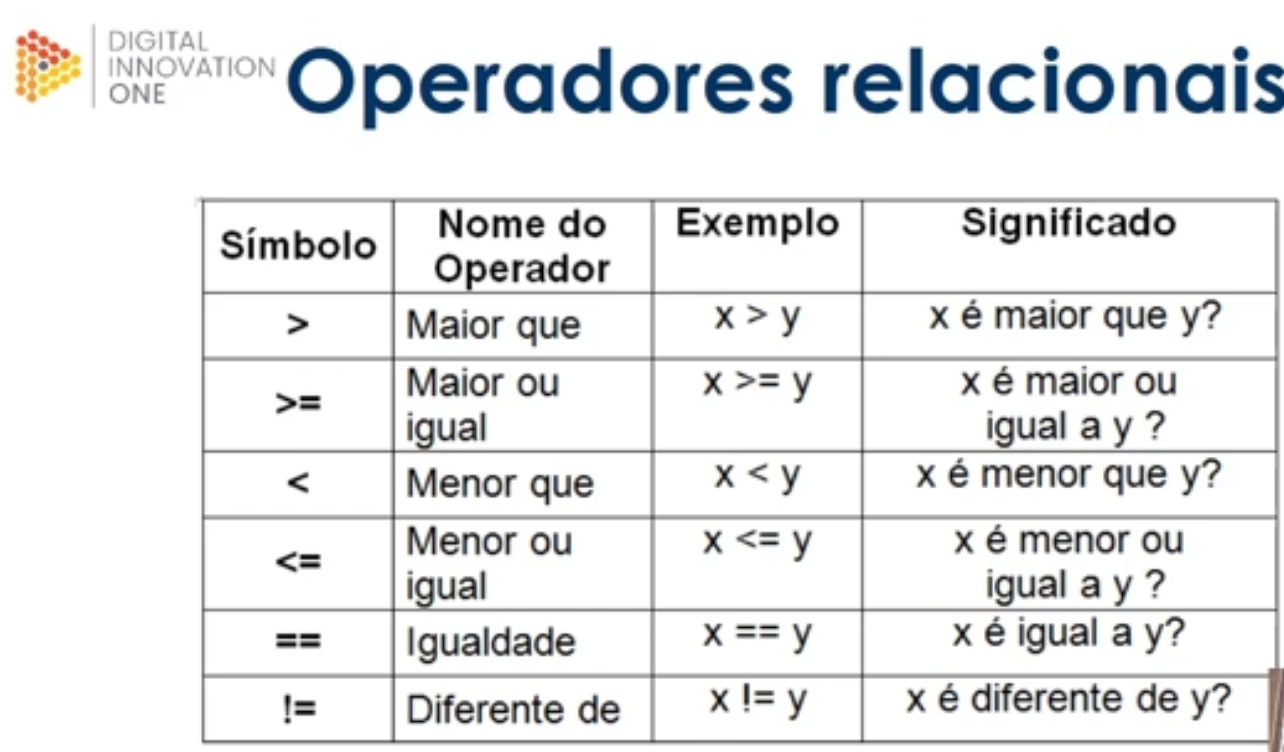 DIGITAL
INNOVATION
ONE
Operadores relacionais
Símbolo Nome do Operador Exemplo Significado
> Maior que x > y x é maior que y?
>= Maior ou igual x >= y x é maior ou igual a y ?
< Menor que x < y x é menor que y?
<= Menor ou igual x <= y x é menor ou igual a y ?
== Igualdade x == y x é igual a y?
!= Diferente de x != y x é diferente de y?